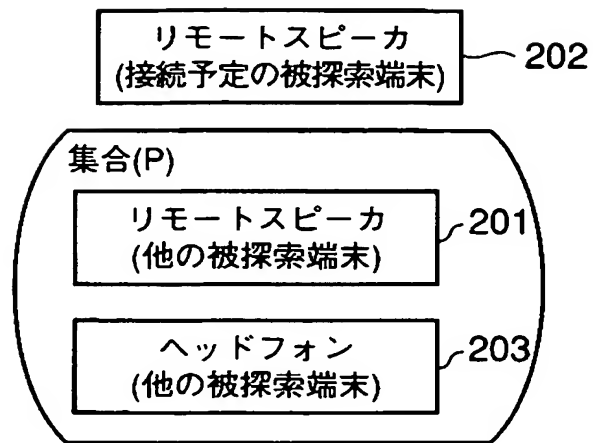 リモートスピーカ
(接続予定の被探索端末)
202
集合(P)
リモートスピーカ
(他の被探索端末)
201
ヘッドフォン
(他の被探索端末)
203